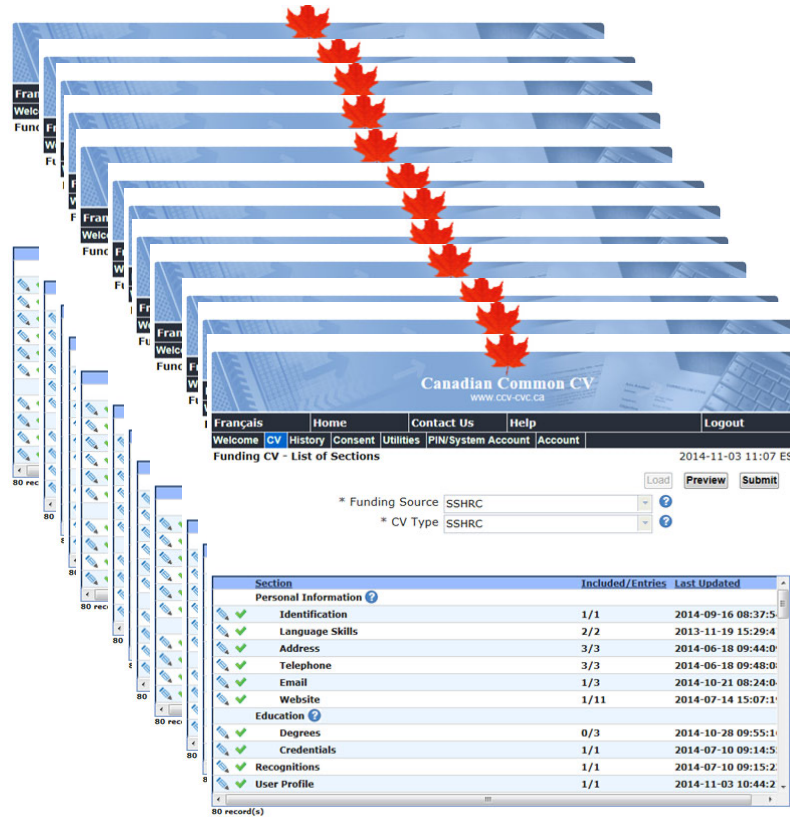 Canadian Common CV
www.ccv-cvc.ca
Français Home Contact Us Help Logout
Welcome CV History Consent Utilities PIN/System Account Account
Funding CV - List of Sections 2014-11-03 11:07 ES
Load Preview Submit
* Funding Source SSHRC
* CV Type SSHRC
Section Included/Entries Last Updated
Personal Information
Identification 1/1 2014-09-16 08:37:5
Language Skills 2/2 2013-11-19 15:29:4
Address 3/3 2014-06-18 09:44:0
Telephone 3/3 2014-06-18 09:48:0
Email 1/3 2014-10-21 08:24:0
Website 1/11 2014-07-14 15:07:1
Education
Degrees 0/3 2014-10-28 09:55:1
Credentials 1/1 2014-07-10 09:14:5
Recognitions 1/1 2014-07-10 09:15:2
User Profile 1/1 2014-11-03 10:44:2
80 record(s)